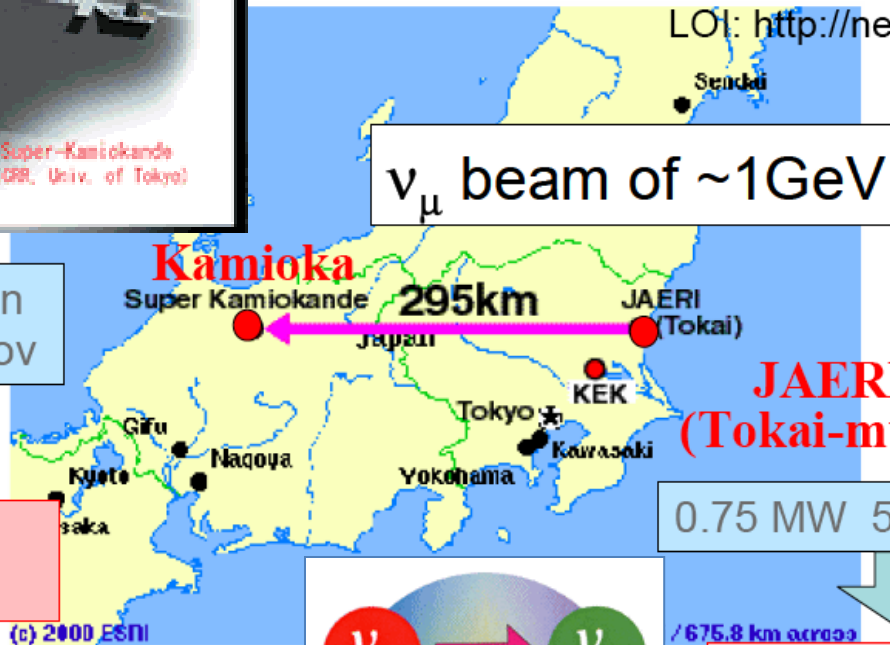 LOI: http://ne
Sendai
Super-Kamiokande
Univ. of Tokyo)
νμ beam of ~1GeV
Kamioka
Super Kamiokande
295km
JAERI
(Tokai)
n
ov
Japan
KEK
JAER
(Tokai-m
Tokyo
Kawasaki
Gifu
Nagoya
Yokohama
Kyoto
saka
0.75 MW 5
ν
ν
(c) 2000 ESRI
/ 675.8 km across